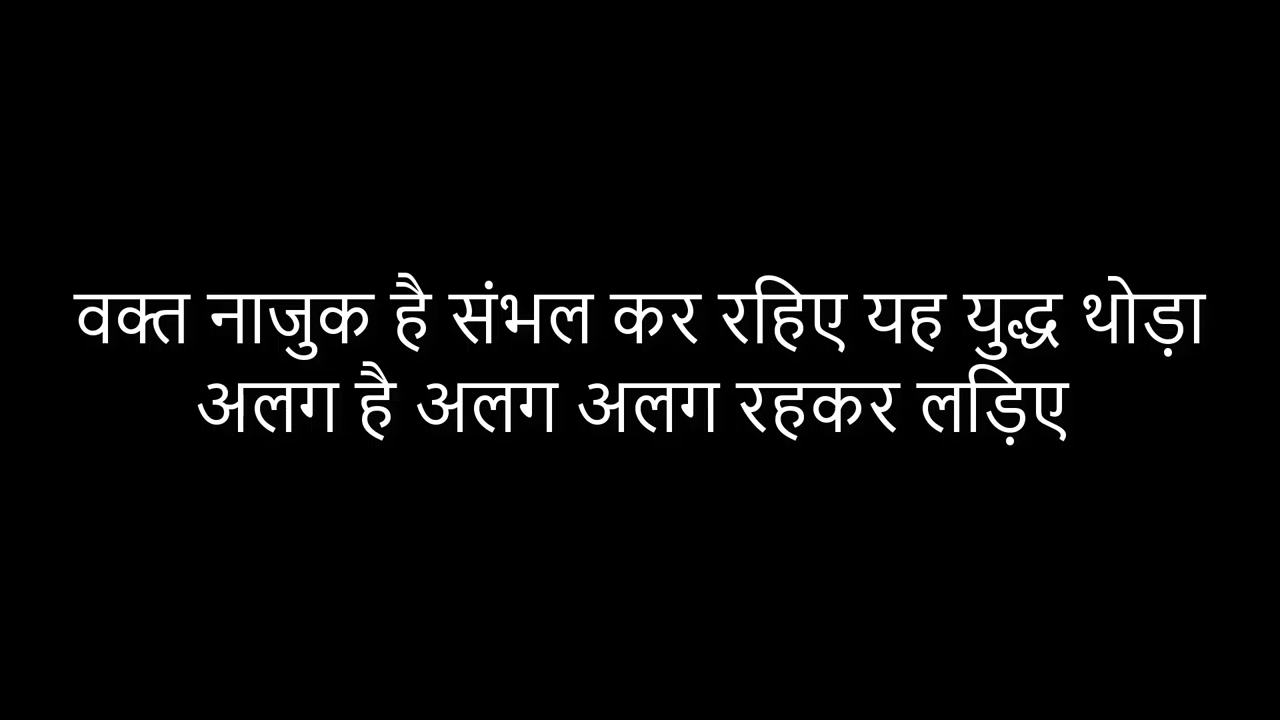 वक्त नाजुक है संभल कर रहिए यह युद्ध थोड़ा
अलग है अलग अलग रहकर लड़िए